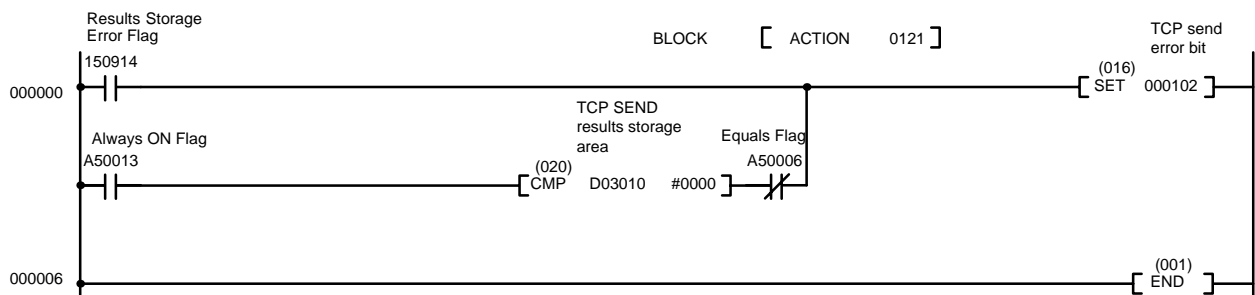 Results Storage
Error Flag
150914
BLOCK [ ACTION 0121 ]
TCP send
error bit
000000
(016)
[ SET 000102 ]
Always ON Flag
A50013
TCP SEND
results storage
area
Equals Flag
A50006
(020)
[ CMP D03010 #0000 ]
000006
(001)
[ END ]